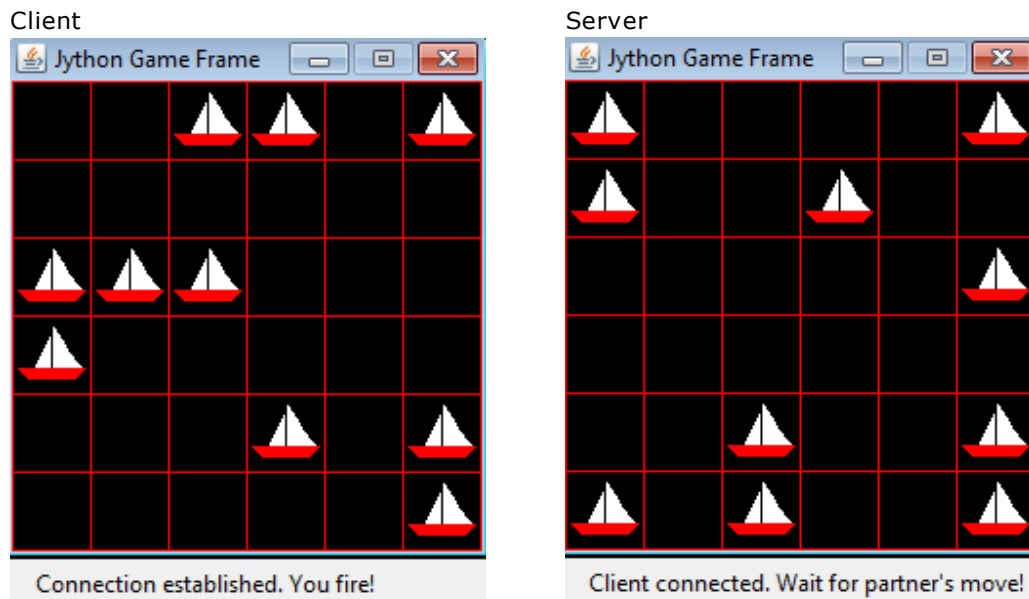 Client
Jython Game Frame
Connection established. You fire!
Server
Jython Game Frame
Client connected. Wait for partner's move!